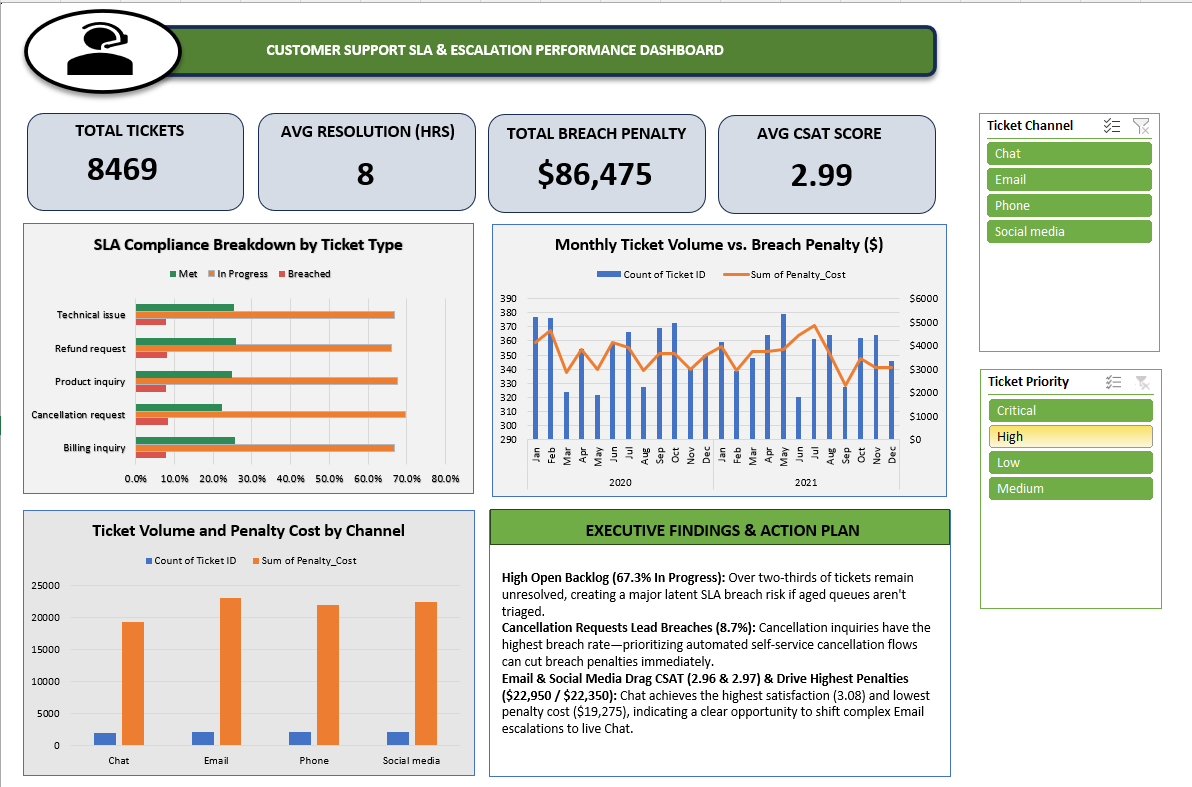 CUSTOMER SUPPORT SLA & ESCALATION PERFORMANCE DASHBOARD
TOTAL TICKETS
8469
AVG RESOLUTION (HRS)
8
TOTAL BREACH PENALTY
$86,475
AVG CSAT SCORE
2.99
Ticket Channel
Chat
Email
Phone
Social media
SLA Compliance Breakdown by Ticket Type
Met In Progress Breached
Technical issue
Refund request
Product inquiry
Cancellation request
Billing inquiry
0.0% 10.0% 20.0% 30.0% 40.0% 50.0% 60.0% 70.0% 80.0%
Monthly Ticket Volume vs. Breach Penalty ($)
Count of Ticket ID Sum of Penalty_Cost
390
380
370
360
350
340
330
320
310
300
290
$6000
$5000
$4000
$3000
$2000
$1000
$0
Jan Feb Mar Apr May Jun Jul Aug Sep Oct Nov Dec Jan Feb Mar Apr May Jun Jul Aug Sep Oct Nov Dec
2020 2021
Ticket Priority
Critical
High
Low
Medium
Ticket Volume and Penalty Cost by Channel
Count of Ticket ID Sum of Penalty_Cost
25000
20000
15000
10000
5000
0
Chat Email Phone Social media
EXECUTIVE FINDINGS & ACTION PLAN
High Open Backlog (67.3% In Progress): Over two-thirds of tickets remain
unresolved, creating a major latent SLA breach risk if aged queues aren't
triaged.
Cancellation Requests Lead Breaches (8.7%): Cancellation inquiries have the
highest breach rate—prioritizing automated self-service cancellation flows
can cut breach penalties immediately.
Email & Social Media Drag CSAT (2.96 & 2.97) & Drive Highest Penalties
($22,950 / $22,350): Chat achieves the highest satisfaction (3.08) and lowest
penalty cost ($19,275), indicating a clear opportunity to shift complex Email
escalations to live Chat.